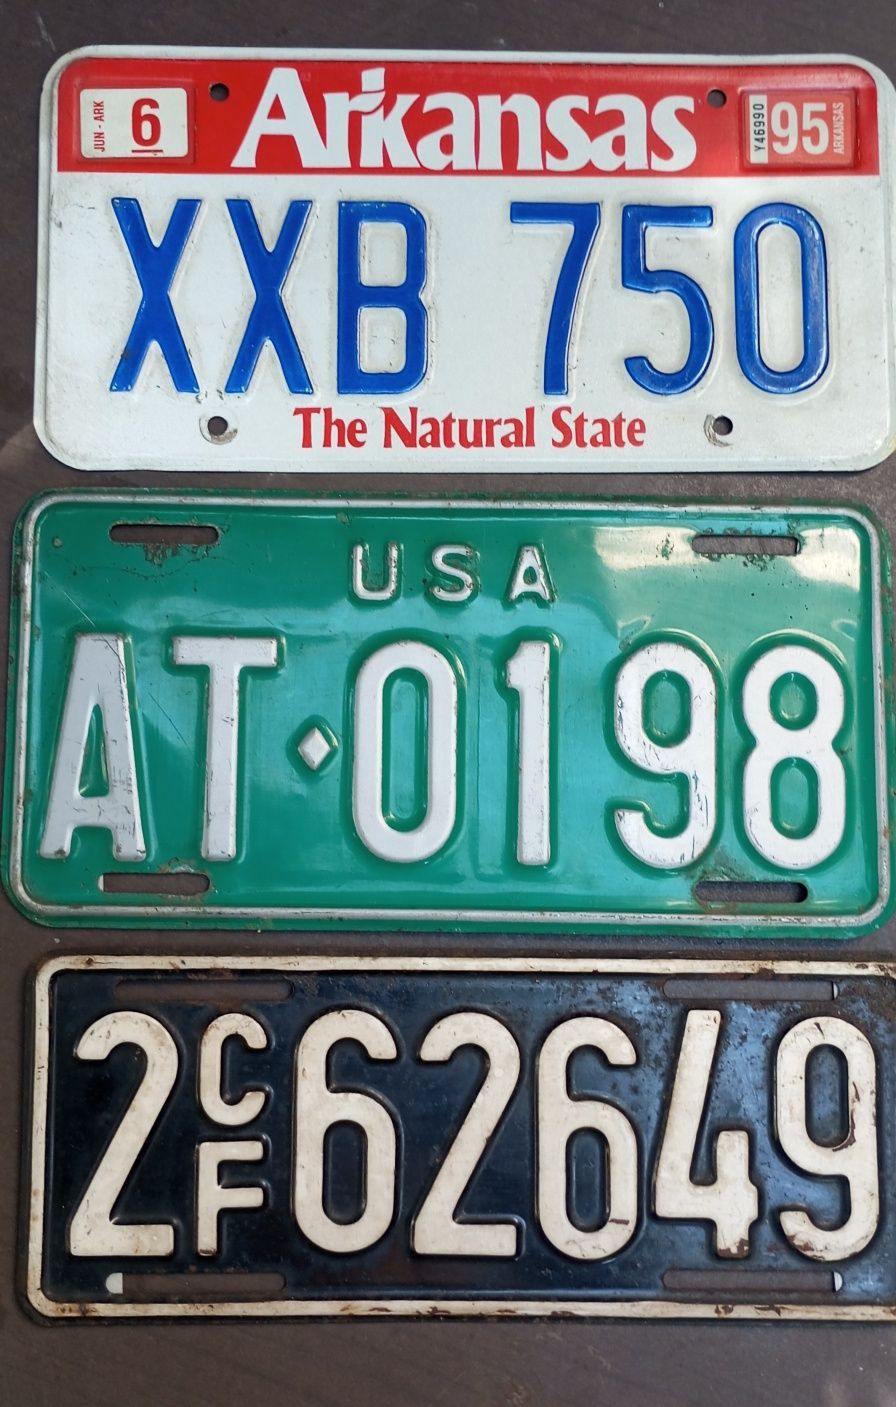 JUN - ARK 6 Arkansas Y46990 95 ARKANSAS
XXB 750
The Natural State
USA
AT◆0198
2CF62649